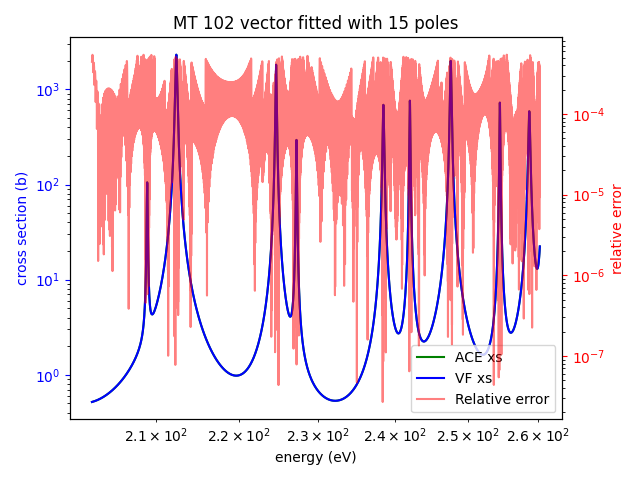 MT 102 vector fitted with 15 poles
cross section (b)
10³
10²
10¹
10⁰
10⁻⁴
10⁻⁵
10⁻⁶
10⁻⁷
relative error
ACE xs
VF xs
Relative error
2.1 × 10² 2.2 × 10² 2.3 × 10² 2.4 × 10² 2.5 × 10² 2.6 × 10²
energy (eV)